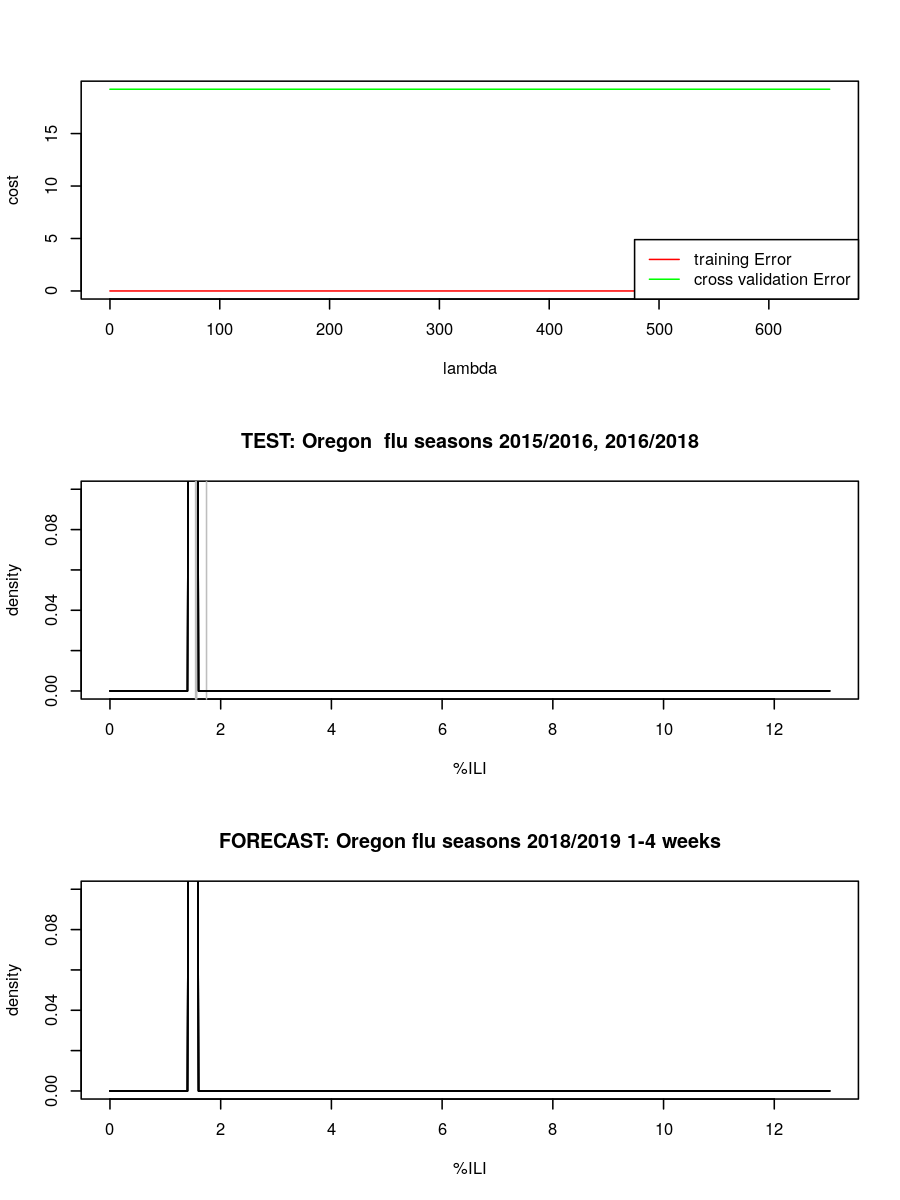 cost
15
10
5
0
training Error
cross validation Error
0 100 200 300 400 500 600
lambda
TEST: Oregon  flu seasons 2015/2016, 2016/2018
density
0.08
0.04
0.00
0 2 4 6 8 10 12
%ILI
FORECAST: Oregon flu seasons 2018/2019 1-4 weeks
density
0.08
0.04
0.00
0 2 4 6 8 10 12
%ILI